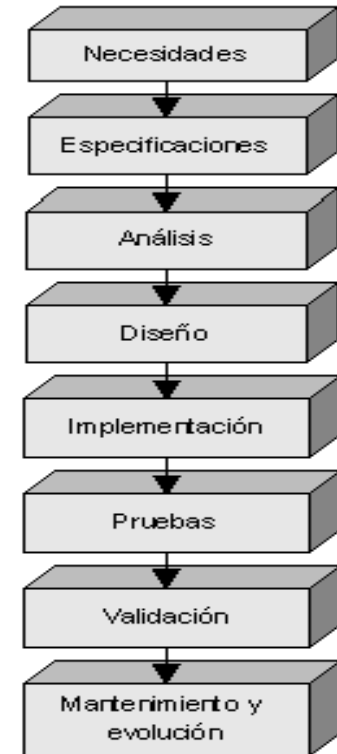 Necesidades
Especificaciones
Análisis
Diseño
Implementación
Pruebas
Validación
Mantenimiento y
evolución